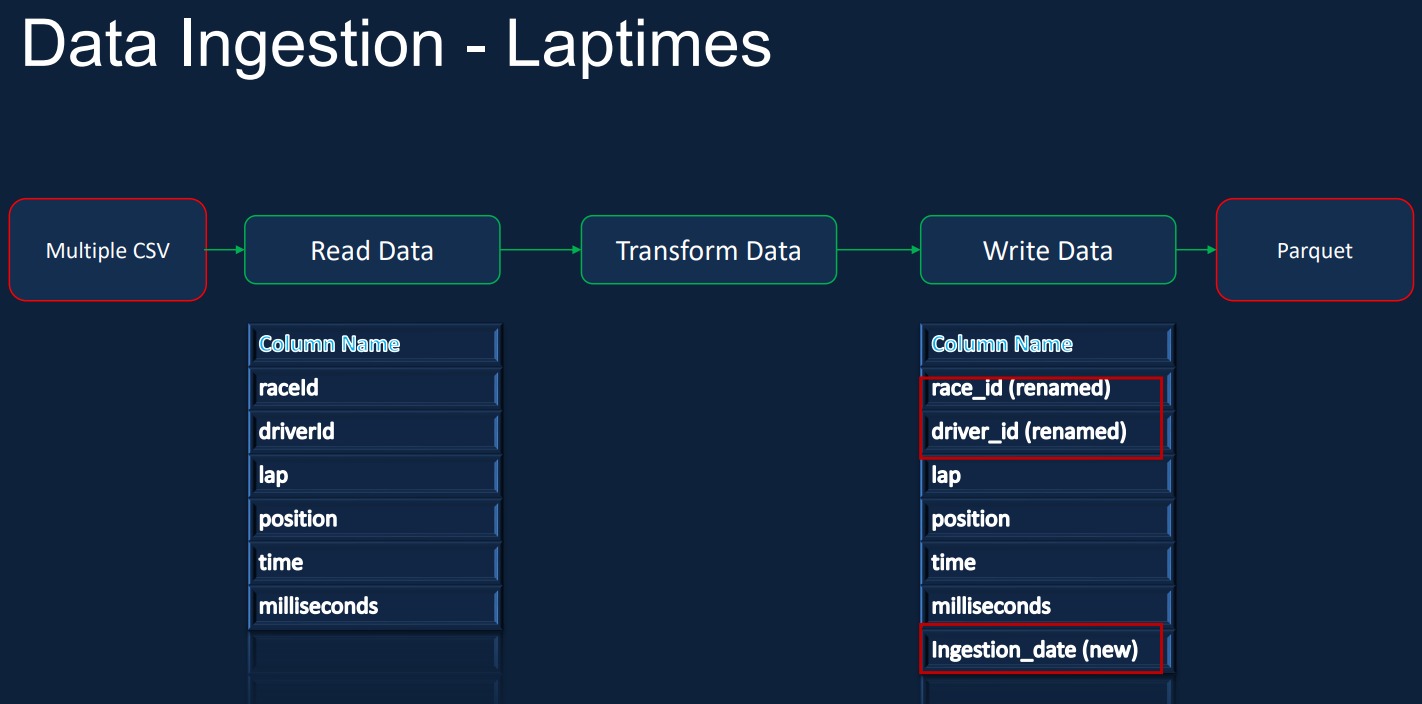 Data Ingestion - Laptimes
Multiple CSV
Read Data
Transform Data
Write Data
Parquet
Column Name
raceId
driverId
lap
position
time
milliseconds
Column Name
race_id (renamed)
driver_id (renamed)
lap
position
time
milliseconds
Ingestion_date (new)